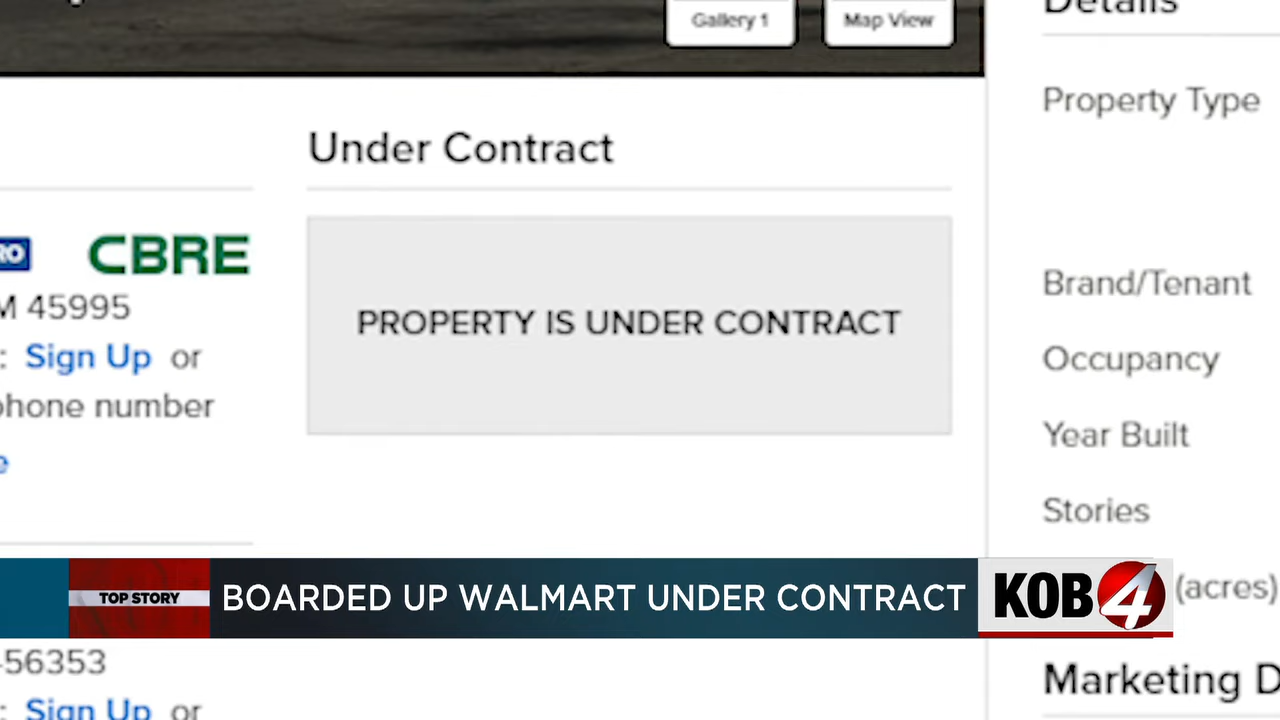 Gallery 1
Map View
Details
Property Type
Under Contract
CBRE
PROPERTY IS UNDER CONTRACT
Brand/Tenant
M 45995
: Sign Up or
phone number
e
Occupancy
Year Built
Stories
TOP STORY
BOARDED UP WALMART UNDER CONTRACT
KOB 4
(acres)
-56353
: Sign Up or
Marketing D